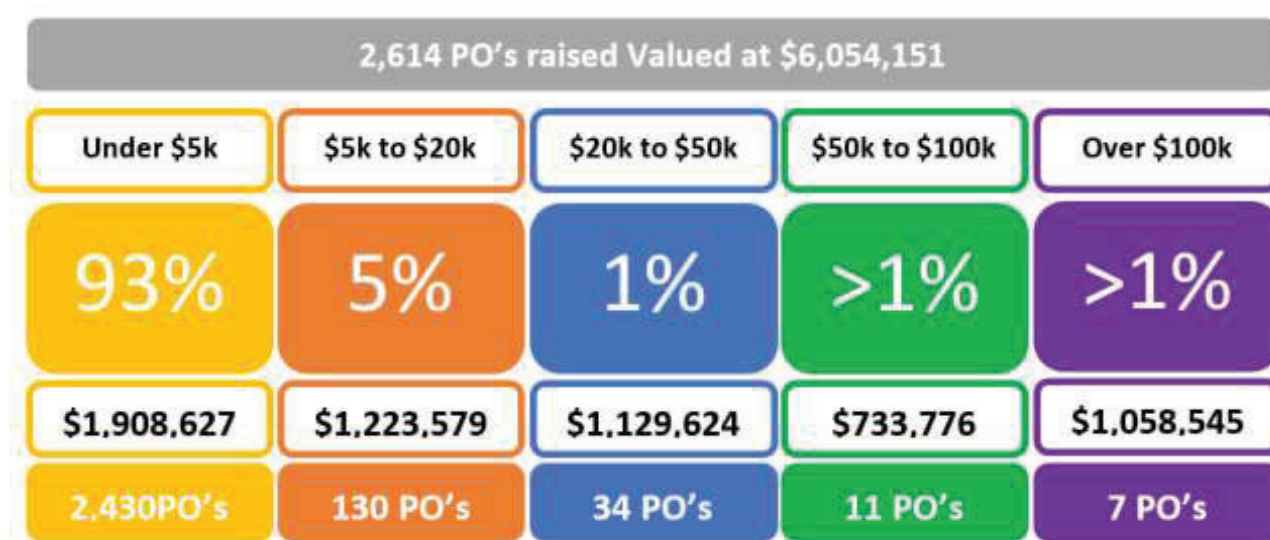 2,614 PO's raised Valued at $6,054,151
Under $5k
$5k to $20k
$20k to $50k
$50k to $100k
Over $100k
93%
5%
1%
>1%
>1%
$1,908,627
$1,223,579
$1,129,624
$733,776
$1,058,545
2,430PO's
130 PO's
34 PO's
11 PO's
7 PO's